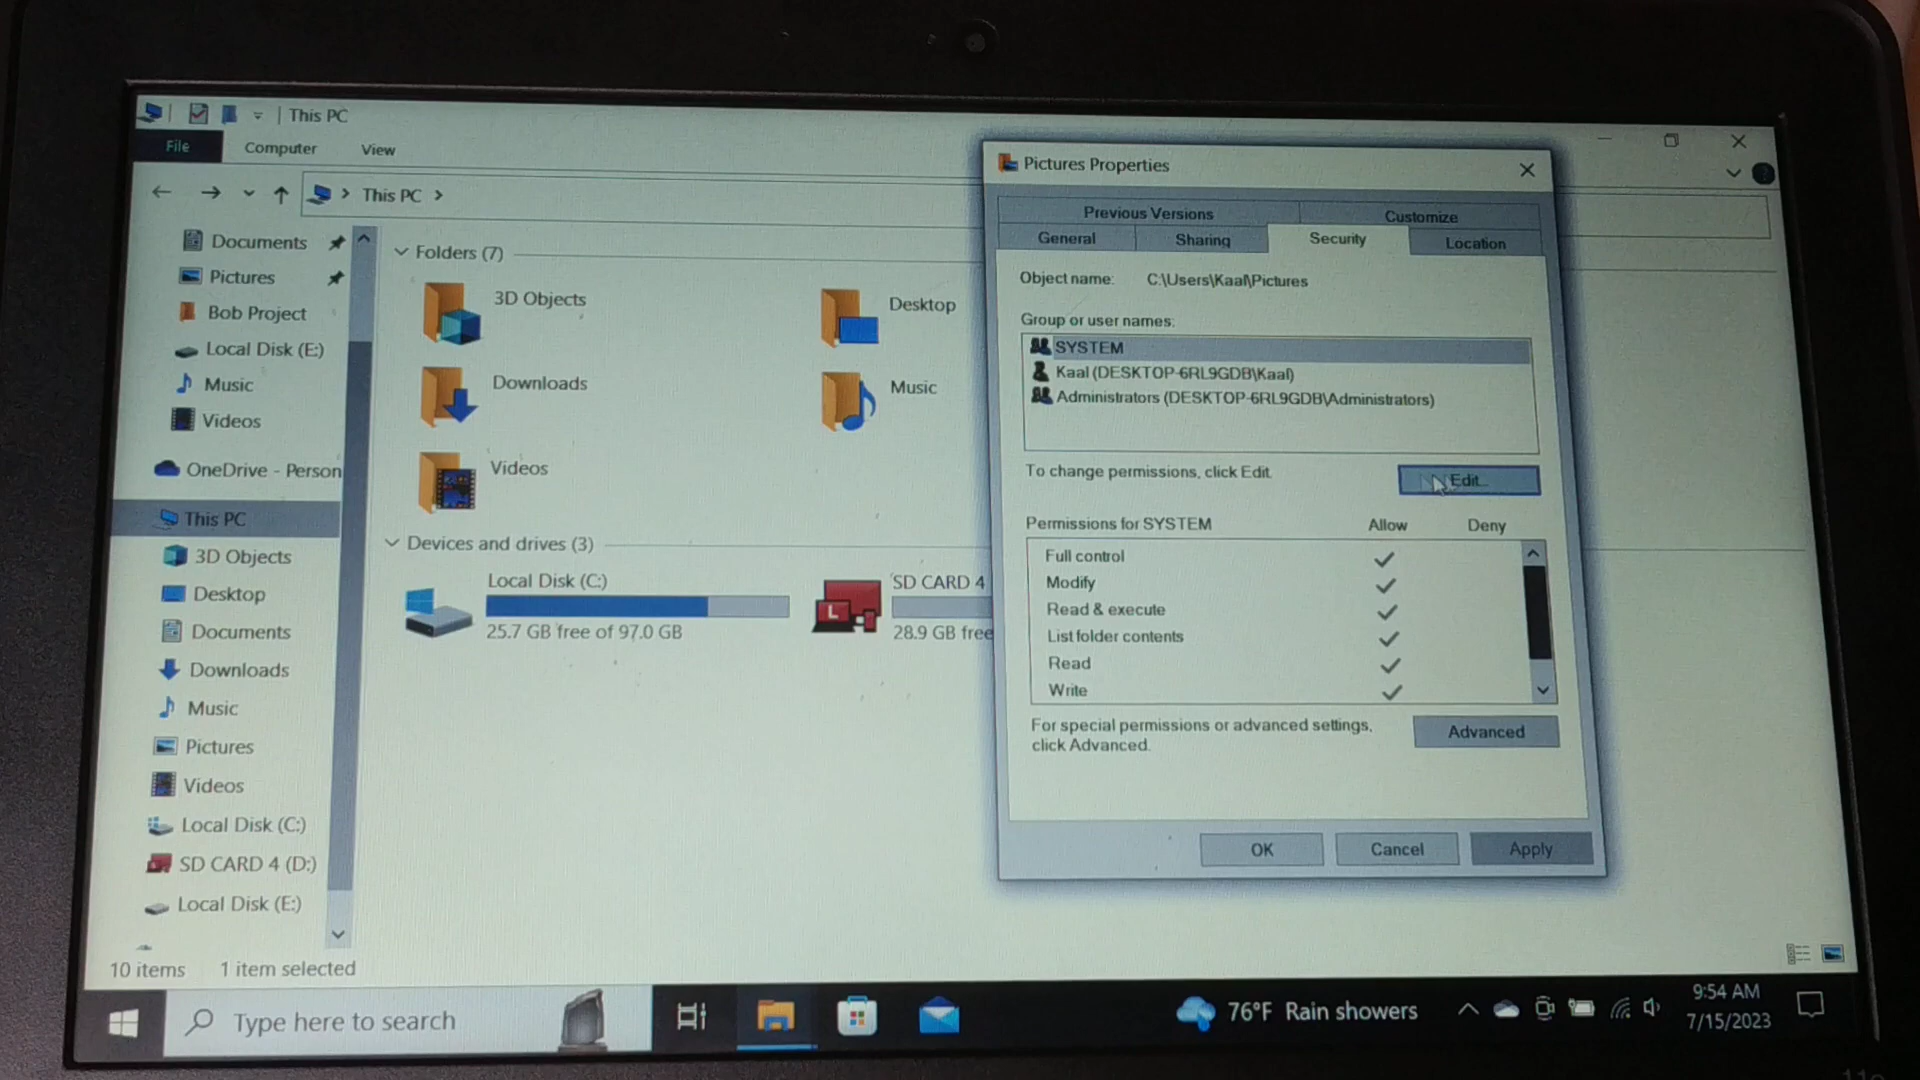 This PC
File
Computer
View
This PC
Documents
Pictures
Bob Project
Local Disk (E:)
Music
Videos
OneDrive - Person
This PC
3D Objects
Desktop
Documents
Downloads
Music
Pictures
Videos
Local Disk (C:)
SD CARD 4 (D:)
Local Disk (E:)
10 items
1 item selected
Folders (7)
3D Objects
Desktop
Downloads
Music
Videos
Devices and drives (3)
Local Disk (C:)
25.7 GB free of 97.0 GB
L
SD CARD 4
28.9 GB free
Pictures Properties
Previous Versions
Customize
General
Sharing
Security
Location
Object name: C:\Users\Kaal\Pictures
Group or user names:
SYSTEM
Kaal (DESKTOP-6RL9GDB\Kaal)
Administrators (DESKTOP-6RL9GDB\Administrators)
To change permissions, click Edit.
Edit...
Permissions for SYSTEM Allow Deny
Full control
Modify
Read & execute
List folder contents
Read
Write
For special permissions or advanced settings,
click Advanced.
Advanced
OK
Cancel
Apply
Type here to search
76°F Rain showers
9:54 AM
7/15/2023